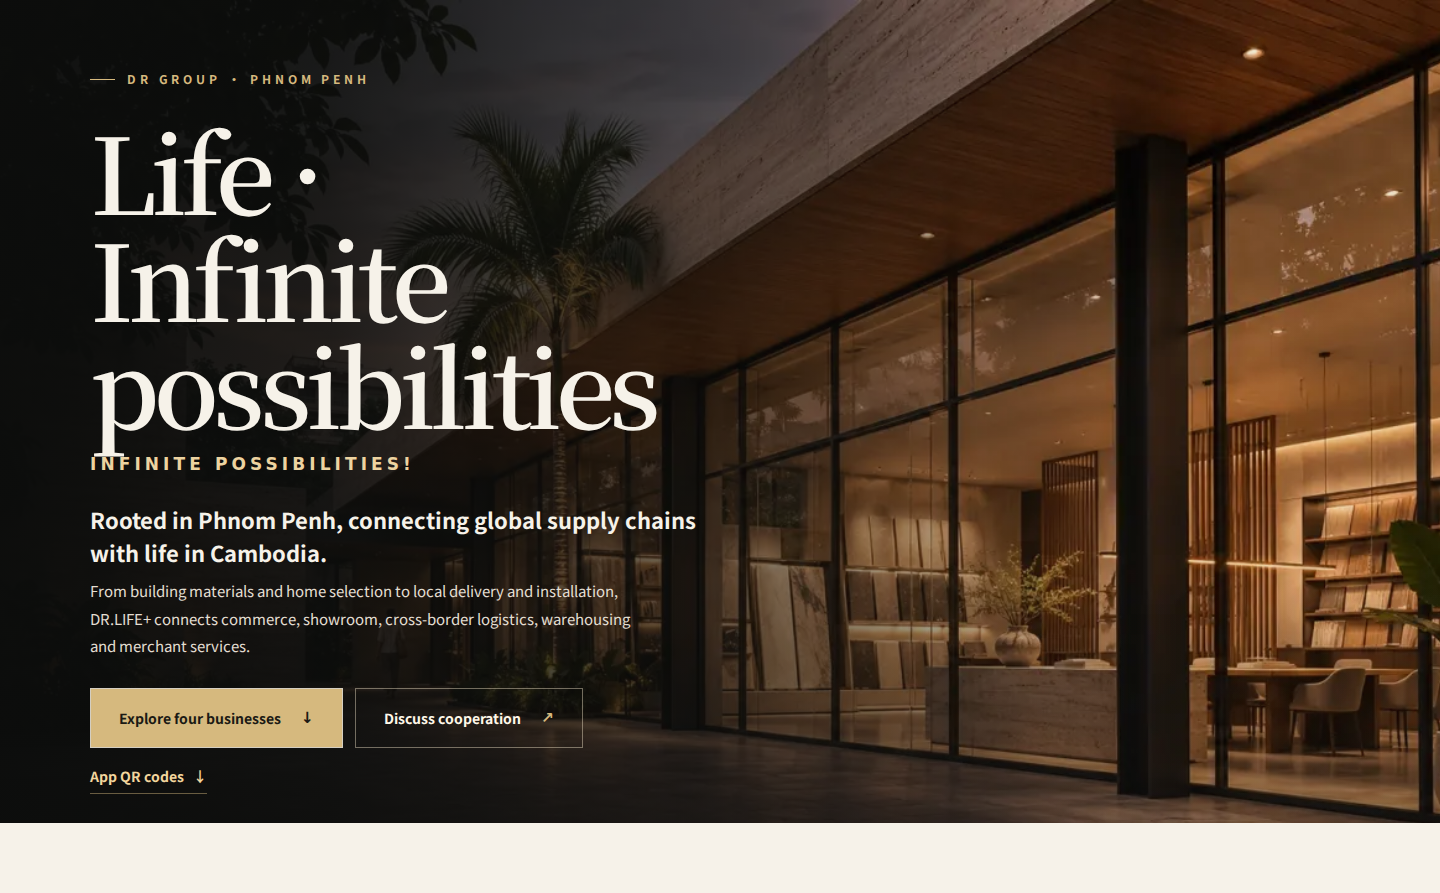 DR GROUP • PHNOM PENH
Life ·
Infinite
possibilities
INFINITE POSSIBILITIES!
Rooted in Phnom Penh, connecting global supply chains
with life in Cambodia.
From building materials and home selection to local delivery and installation,
DR.LIFE+ connects commerce, showroom, cross-border logistics, warehousing
and merchant services.
Explore four businesses ↓
Discuss cooperation ↗
App QR codes ↓